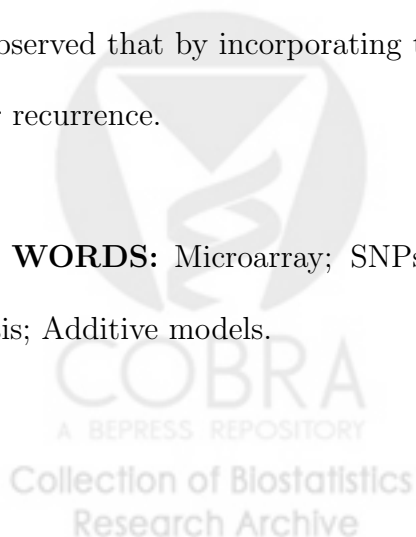 bserved that by incorporating
recurrence.
WORDS: Microarray; SNPs
is; Additive models.
COBRA
A BEPRESS REPOSITORY
Collection of Biostatistics
Research Archive